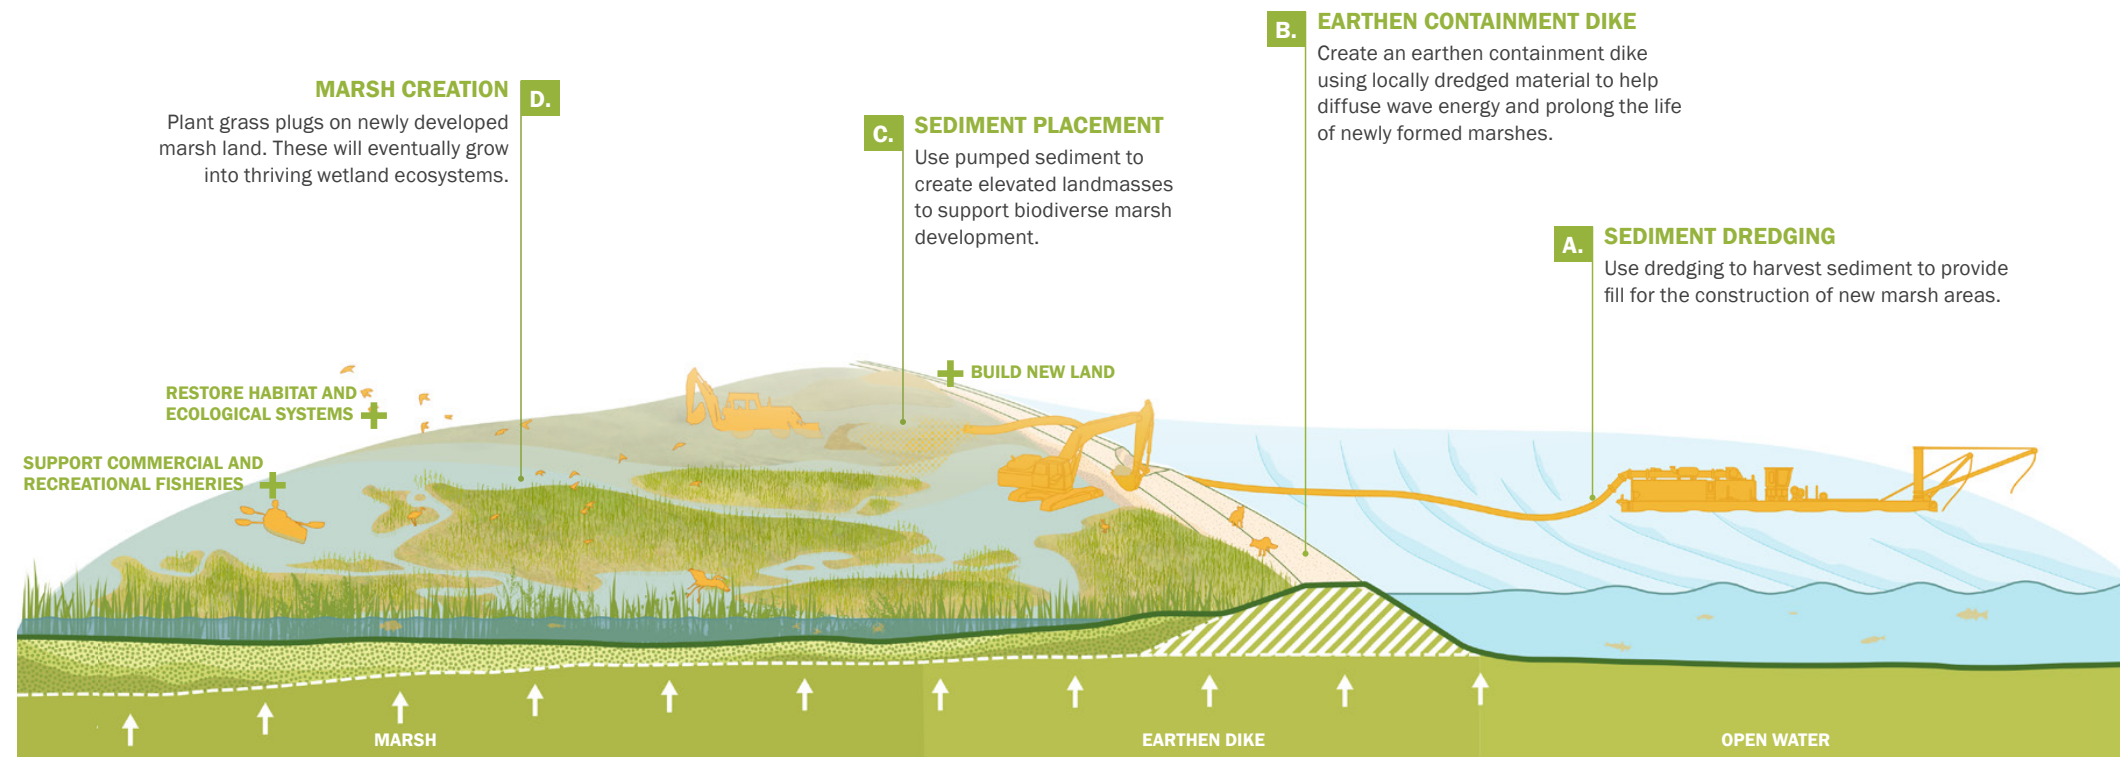 B.
EARTHEN CONTAINMENT DIKE
Create an earthen containment dike
using locally dredged material to help
diffuse wave energy and prolong the life
of newly formed marshes.
MARSH CREATION
D.
Plant grass plugs on newly developed
marsh land. These will eventually grow
into thriving wetland ecosystems.
C.
SEDIMENT PLACEMENT
Use pumped sediment to
create elevated landmasses
to support biodiverse marsh
development.
A.
SEDIMENT DREDGING
Use dredging to harvest sediment to provide
fill for the construction of new marsh areas.
BUILD NEW LAND
RESTORE HABITAT AND
ECOLOGICAL SYSTEMS
SUPPORT COMMERCIAL AND
RECREATIONAL FISHERIES
MARSH
EARTHEN DIKE
OPEN WATER